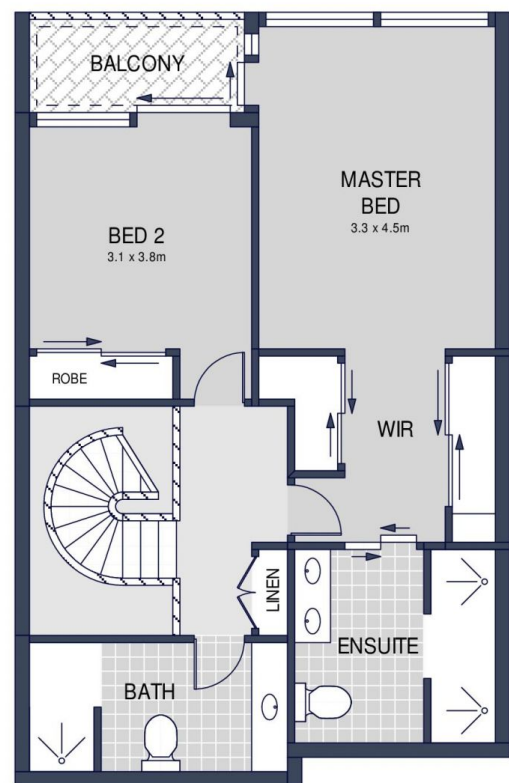 BALCONY
MASTER
BED
3.3 x 4.5m
BED 2
3.1 x 3.8m
ROBE
WIR
LINEN
ENSUITE
BATH